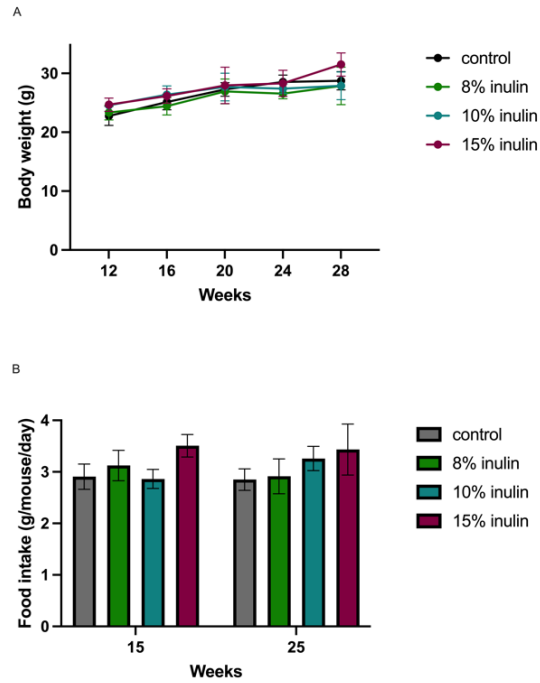 A
Body weight (g)
30
20
10
0
12 16 20 24 28
Weeks
control
8% inulin
10% inulin
15% inulin
B
Food intake (g/mouse/day)
4
3
2
1
0
15 25
Weeks
control
8% inulin
10% inulin
15% inulin